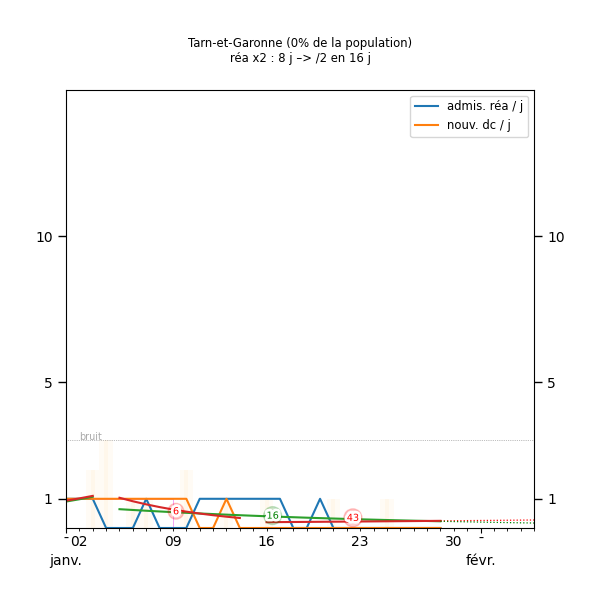 Tarn-et-Garonne (0% de la population)
réa x2 : 8 j –> /2 en 16 j
admis. réa / j
nouv. dc / j
10
10
5
5
bruit
1
1
6
16
43
02
09
16
23
30
janv.
févr.